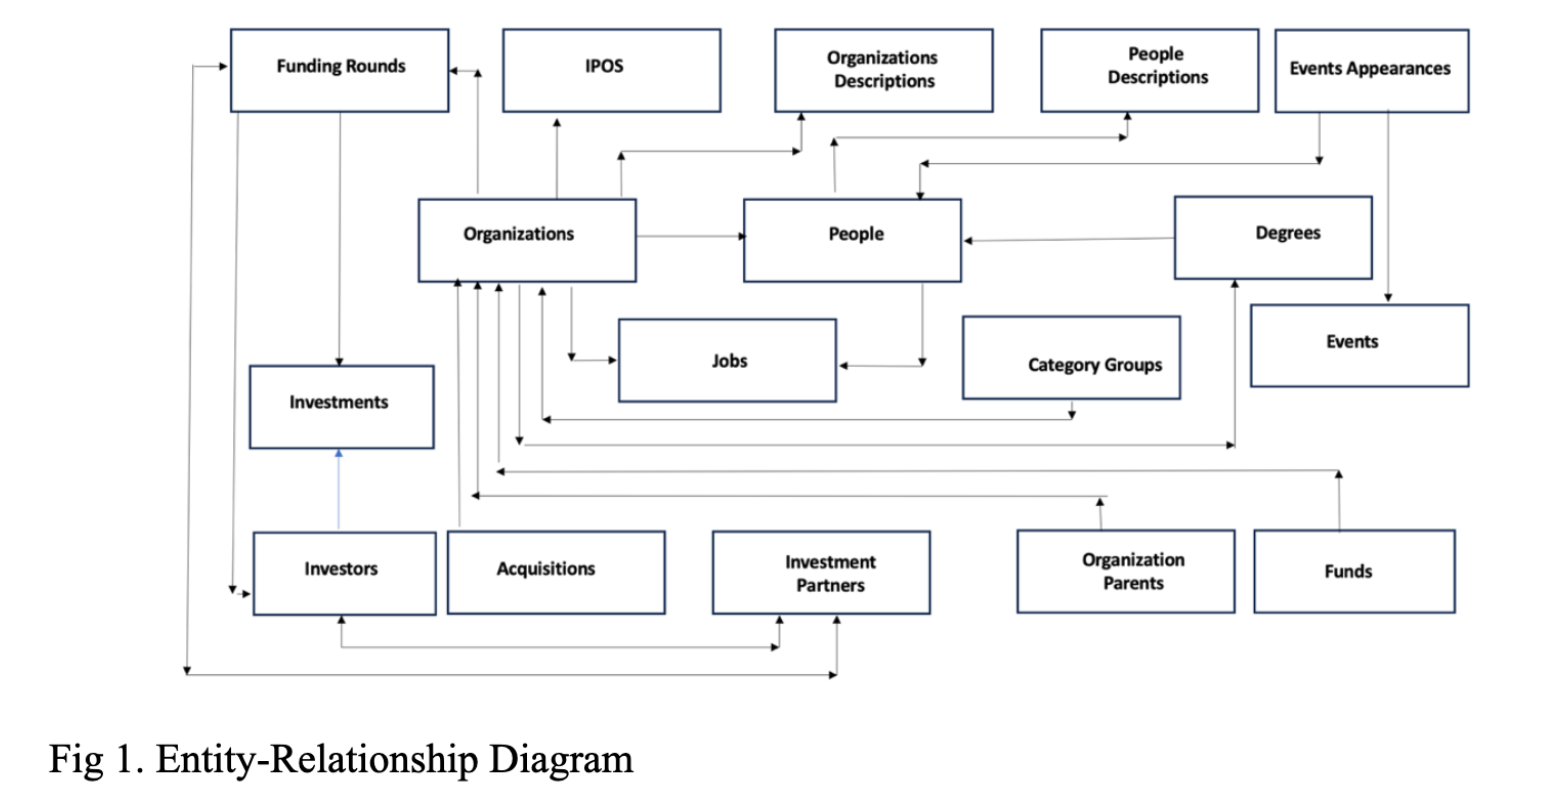 Funding Rounds
IPOS
Organizations
Descriptions
People
Descriptions
Events Appearances
Organizations
People
Degrees
Jobs
Category Groups
Events
Investments
Investors
Acquisitions
Investment
Partners
Organization
Parents
Funds
Fig 1. Entity-Relationship Diagram